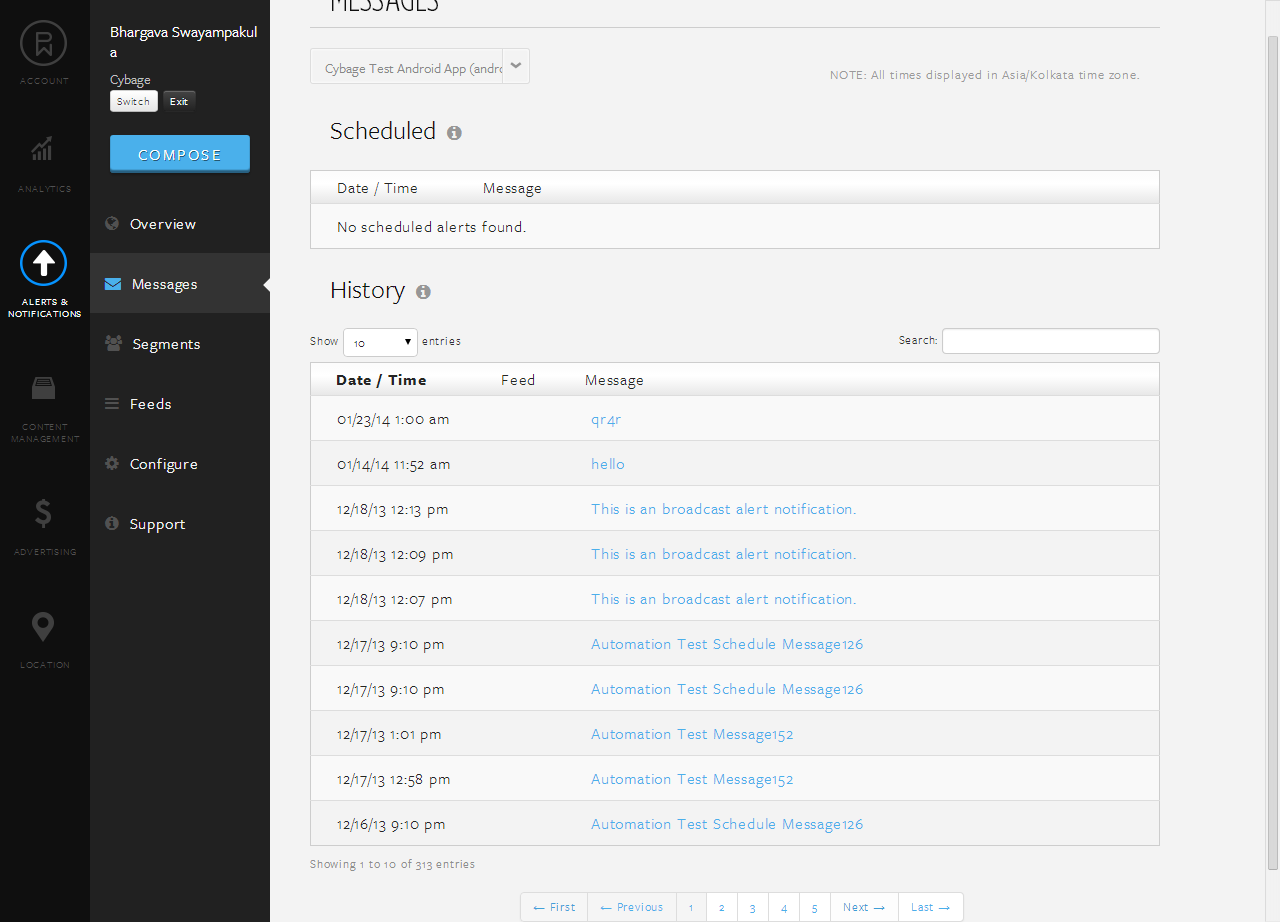 MESSAGES
ACCOUNT
ANALYTICS
ALERTS &
NOTIFICATIONS
CONTENT
MANAGEMENT
ADVERTISING
LOCATION
Bhargava Swayampakul
a
Cybage
Switch Exit
COMPOSE
Overview
Messages
Segments
Feeds
Configure
Support
Cybage Test Android App (andro
NOTE: All times displayed in Asia/Kolkata time zone.
Scheduled
Date / Time Message
No scheduled alerts found.
History
Show 10 entries Search:
Date / Time Feed Message
01/23/14 1:00 am qr4r
01/14/14 11:52 am hello
12/18/13 12:13 pm This is an broadcast alert notification.
12/18/13 12:09 pm This is an broadcast alert notification.
12/18/13 12:07 pm This is an broadcast alert notification.
12/17/13 9:10 pm Automation Test Schedule Message126
12/17/13 9:10 pm Automation Test Schedule Message126
12/17/13 1:01 pm Automation Test Message152
12/17/13 12:58 pm Automation Test Message152
12/16/13 9:10 pm Automation Test Schedule Message126
Showing 1 to 10 of 313 entries
← First ← Previous 1 2 3 4 5 Next → Last →